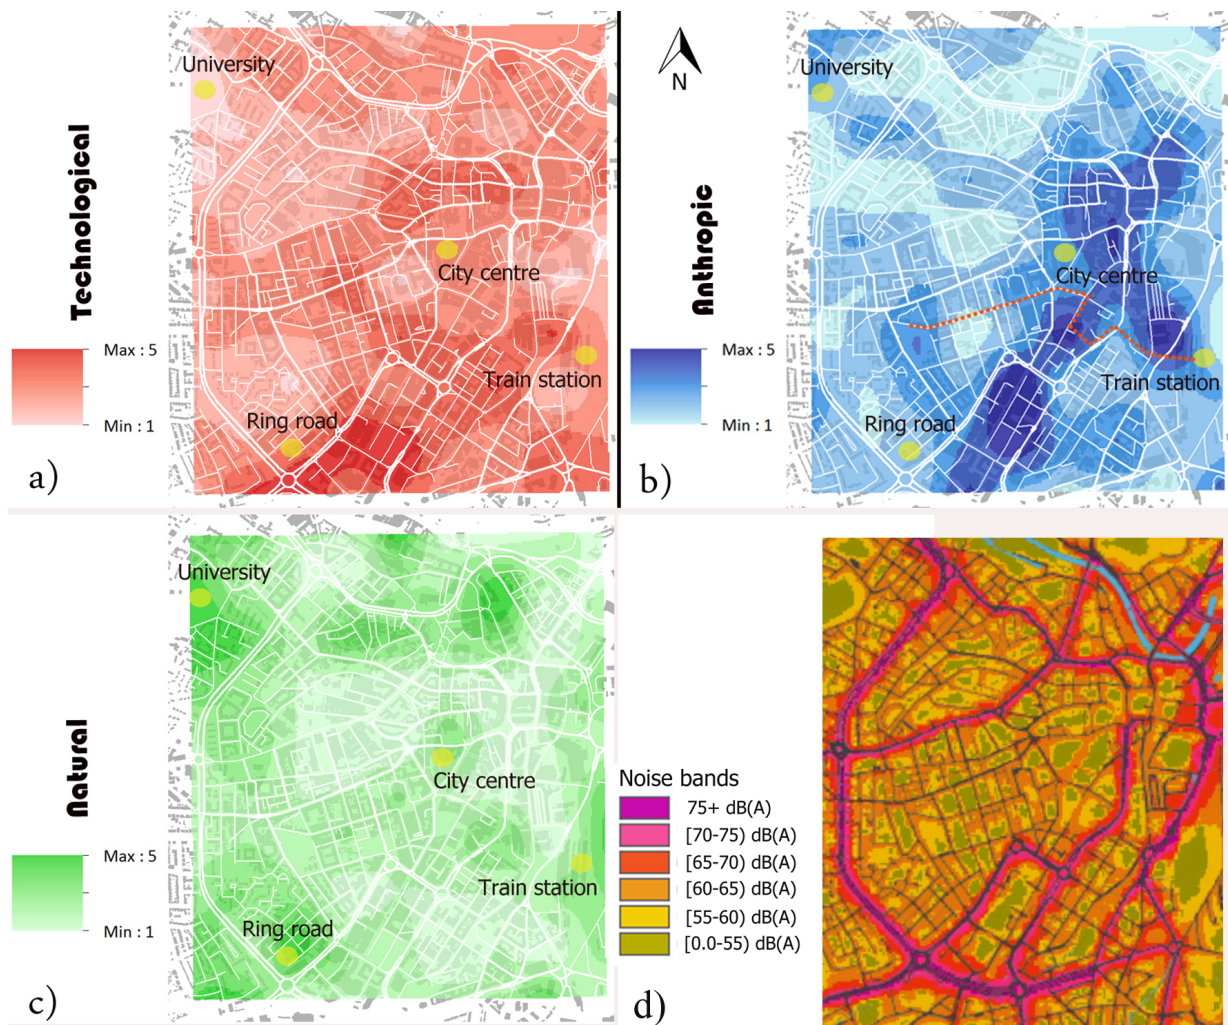 University
Technological
City centre
Max : 5
Min : 1
Train station
Ring road
a)
N
University
Anthropic
City centre
Max : 5
Min : 1
Train station
Ring road
b)
University
Natural
City centre
Max : 5
Min : 1
Train station
Ring road
c)
Noise bands
75+ dB(A)
[70-75) dB(A)
[65-70) dB(A)
[60-65) dB(A)
[55-60) dB(A)
[0.0-55) dB(A)
d)